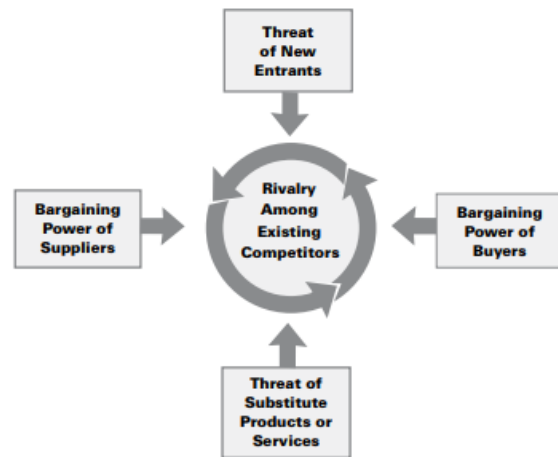 Threat
of New
Entrants
Bargaining
Power of
Suppliers
Rivalry
Among
Existing
Competitors
Bargaining
Power of
Buyers
Threat of
Substitute
Products or
Services